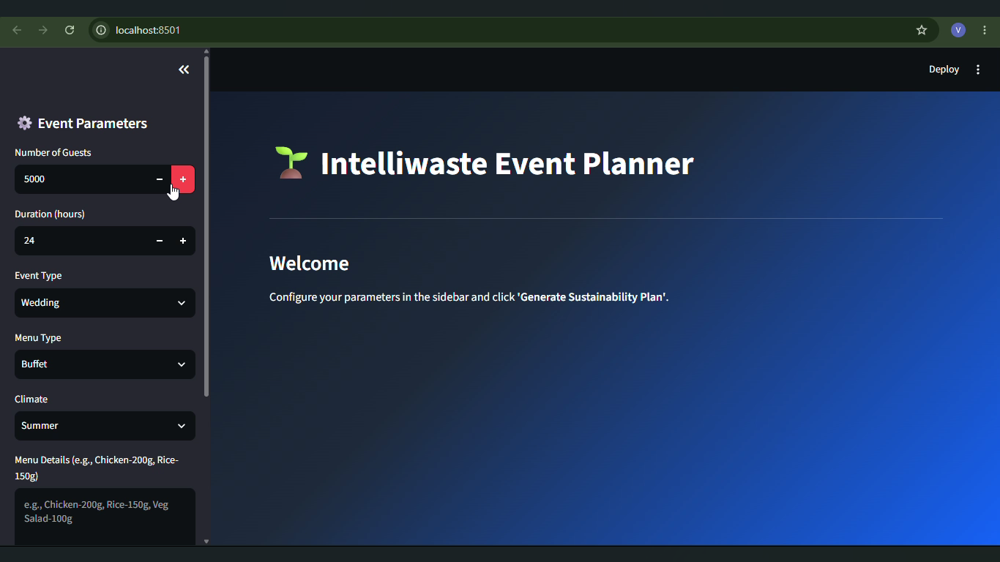 localhost:8501
V
Deploy
Event Parameters
Number of Guests
5000
Duration (hours)
24
Event Type
Wedding
Menu Type
Buffet
Climate
Summer
Menu Details (e.g., Chicken-200g, Rice-
150g)
e.g., Chicken-200g, Rice-150g, Veg
Salad-100g
Intelliwaste Event Planner
Welcome
Configure your parameters in the sidebar and click 'Generate Sustainability Plan'.